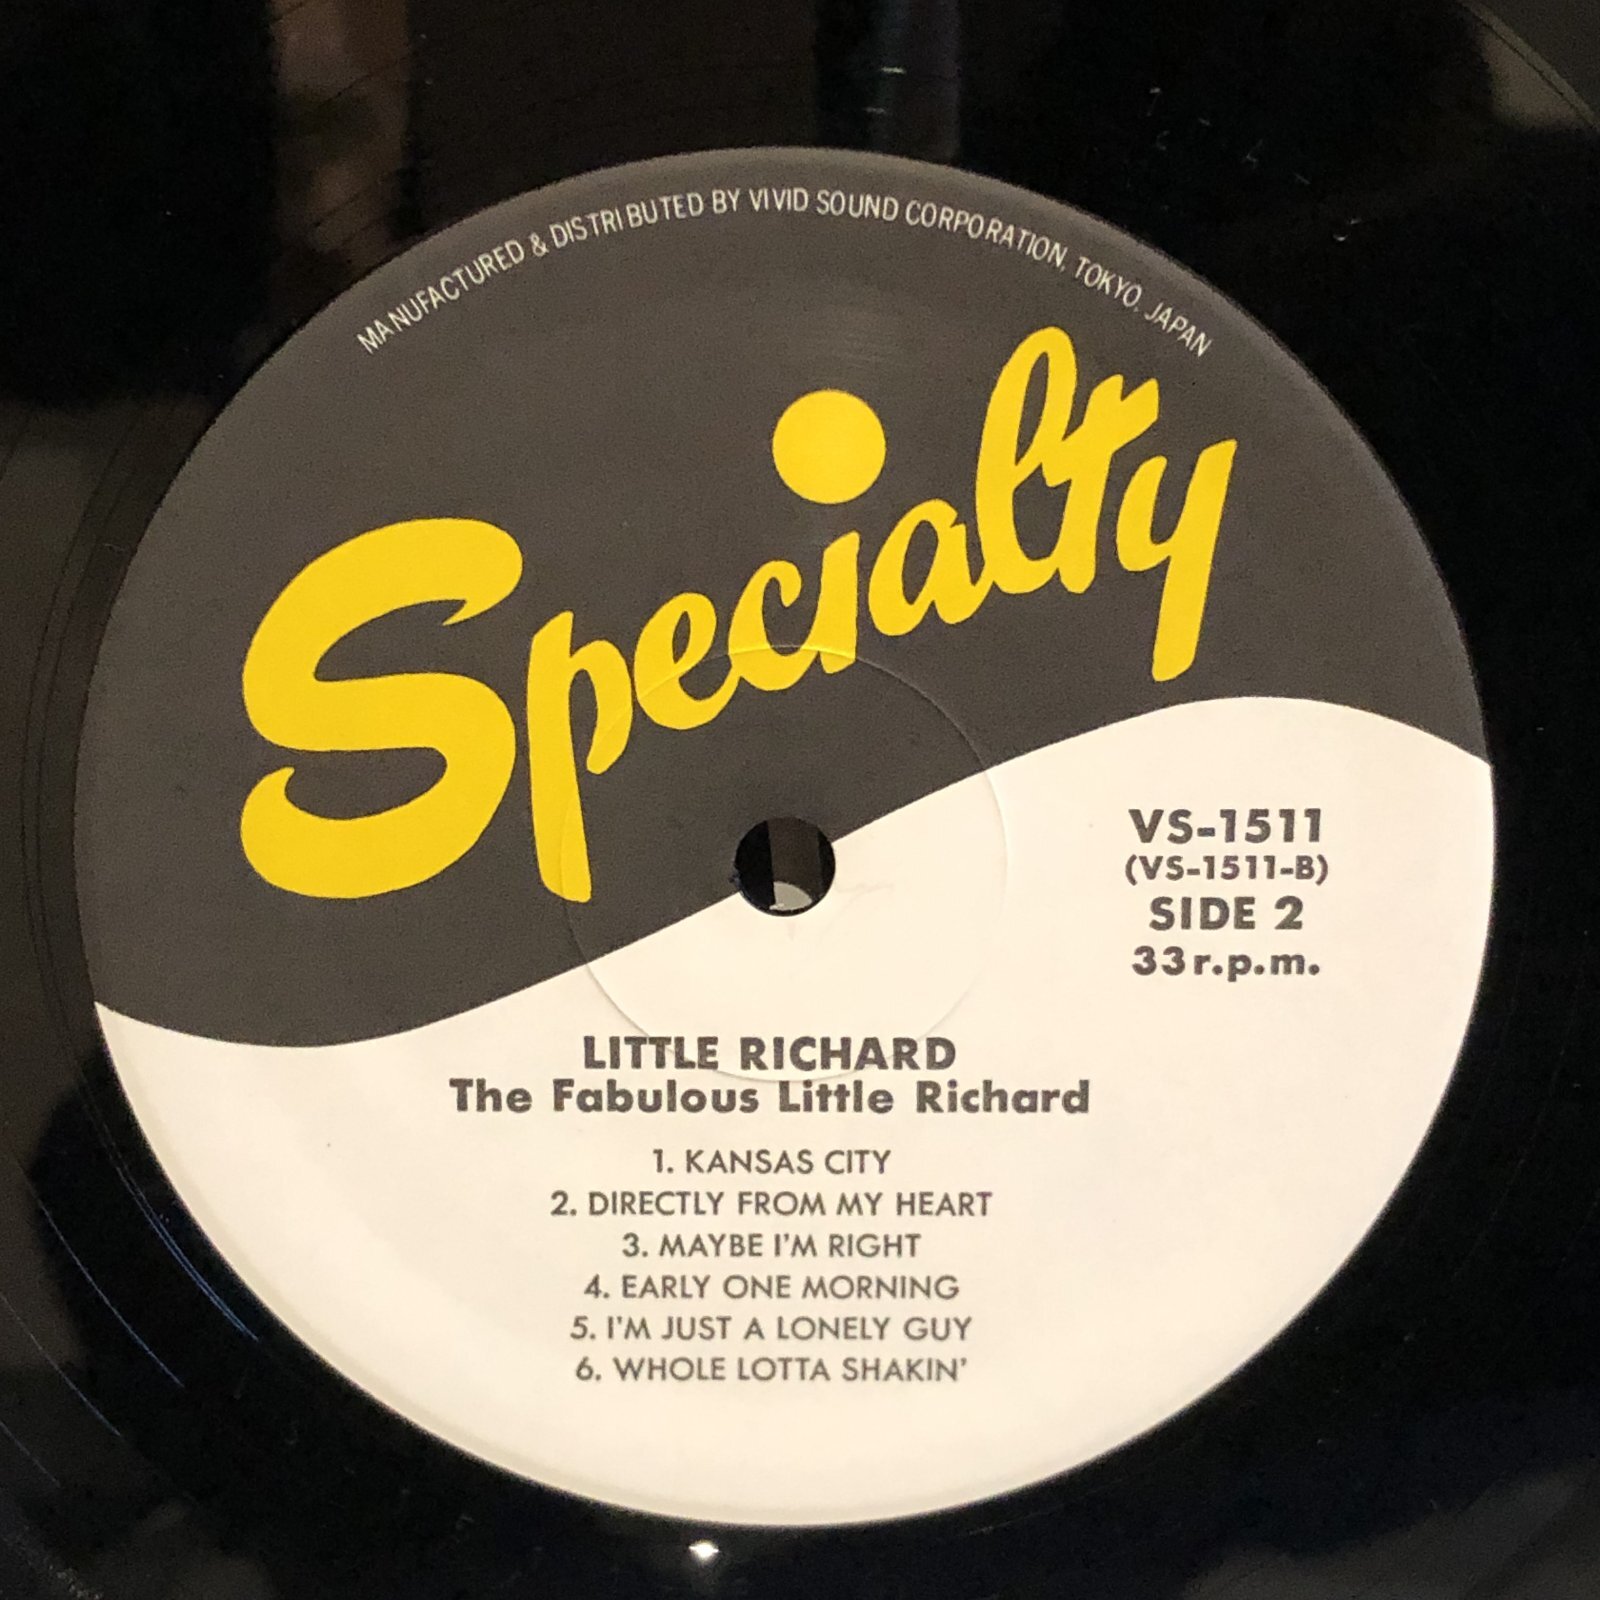 MANUFACTURED & DISTRIBUTED BY VIVID SOUND CORPORATION, TOKYO, JAPAN
Specialty
VS-1511
(VS-1511-B)
SIDE 2
33 r.p.m.
LITTLE RICHARD
The Fabulous Little Richard
1. KANSAS CITY
2. DIRECTLY FROM MY HEART
3. MAYBE I'M RIGHT
4. EARLY ONE MORNING
5. I'M JUST A LONELY GUY
6. WHOLE LOTTA SHAKIN'